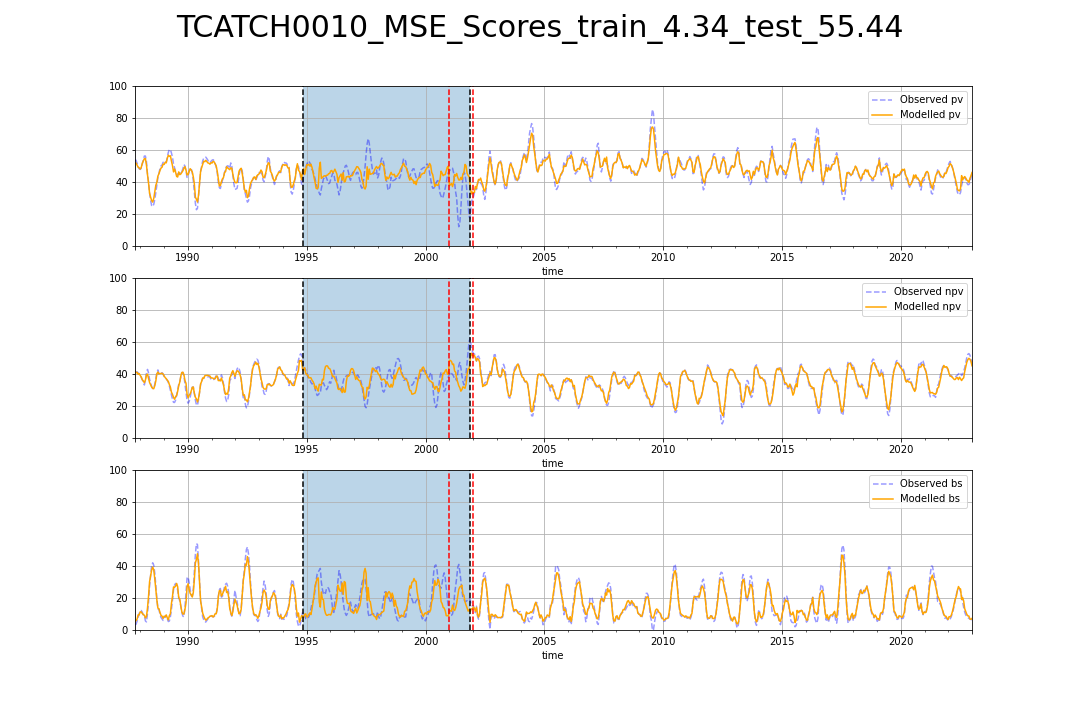 TCATCH0010_MSE_Scores_train_4.34_test_55.44
100
80
60
40
20
0
Observed pv
Modelled pv
1990 1995 2000 2005 2010 2015 2020
time
100
80
60
40
20
0
Observed npv
Modelled npv
1990 1995 2000 2005 2010 2015 2020
time
100
80
60
40
20
0
Observed bs
Modelled bs
1990 1995 2000 2005 2010 2015 2020
time